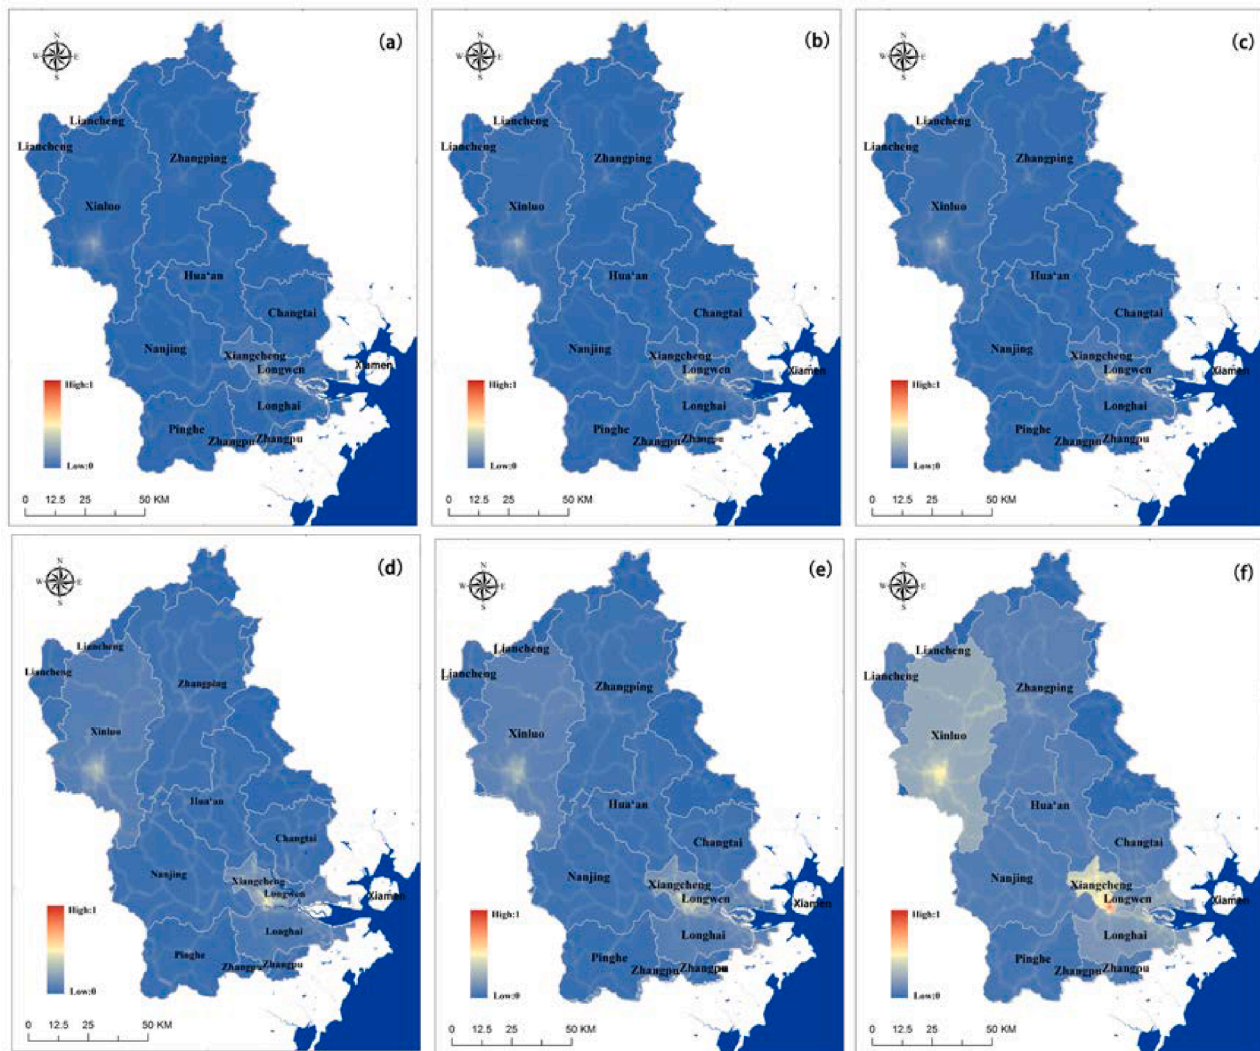 (a)
N
W E
S
Liancheng
Liancheng
Zhangping
Xinluo
Hua'an
Changtai
Nanjing
Xiangcheng
Longwen
Xiamen
High:1
Longhai
Pinghe
Zhangpu Zhangpu
Low:0
0 12.5 25 50 KM
(b)
N
W E
S
Liancheng
Liancheng
Zhangping
Xinluo
Hua'an
Changtai
Nanjing
Xiangcheng
Longwen
Xiamen
High:1
Longhai
Pinghe
Zhangpu Zhangpu
Low:0
0 12.5 25 50 KM
(c)
N
W E
S
Liancheng
Liancheng
Zhangping
Xinluo
Hua'an
Changtai
Nanjing
Xiangcheng
Longwen
Xiamen
High:1
Longhai
Pinghe
Zhangpu Zhangpu
Low:0
0 12.5 25 50 KM
(d)
N
W E
S
Liancheng
Liancheng
Zhangping
Xinluo
Hua'an
Changtai
Nanjing
Xiangcheng
Longwen
Xiamen
High:1
Longhai
Pinghe
Zhangpu Zhangpu
Low:0
0 12.5 25 50 KM
(e)
N
W E
S
Liancheng
Liancheng
Zhangping
Xinluo
Hua'an
Changtai
Nanjing
Xiangcheng
Longwen
Xiamen
High:1
Longhai
Pinghe
Zhangpu Zhangpu
Low:0
0 12.5 25 50 KM
(f)
N
W E
S
Liancheng
Liancheng
Zhangping
Xinluo
Hua'an
Changtai
Nanjing
Xiangcheng
Longwen
Xiamen
High:1
Longhai
Pinghe
Zhangpu Zhangpu
Low:0
0 12.5 25 50 KM